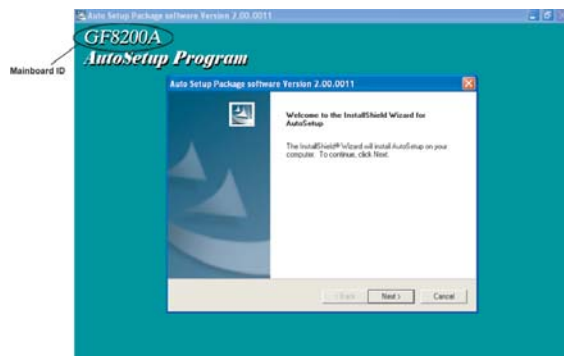 Auto Setup Package software Version 2.00.0011
GF8200A
AutoSetup Program
Mainboard ID
Auto Setup Package software Version 2.00.0011
Welcome to the InstallShield Wizard for
AutoSetup
The InstallShield® Wizard will install AutoSetup on your
computer. To continue, click Next.
< Back
Next >
Cancel